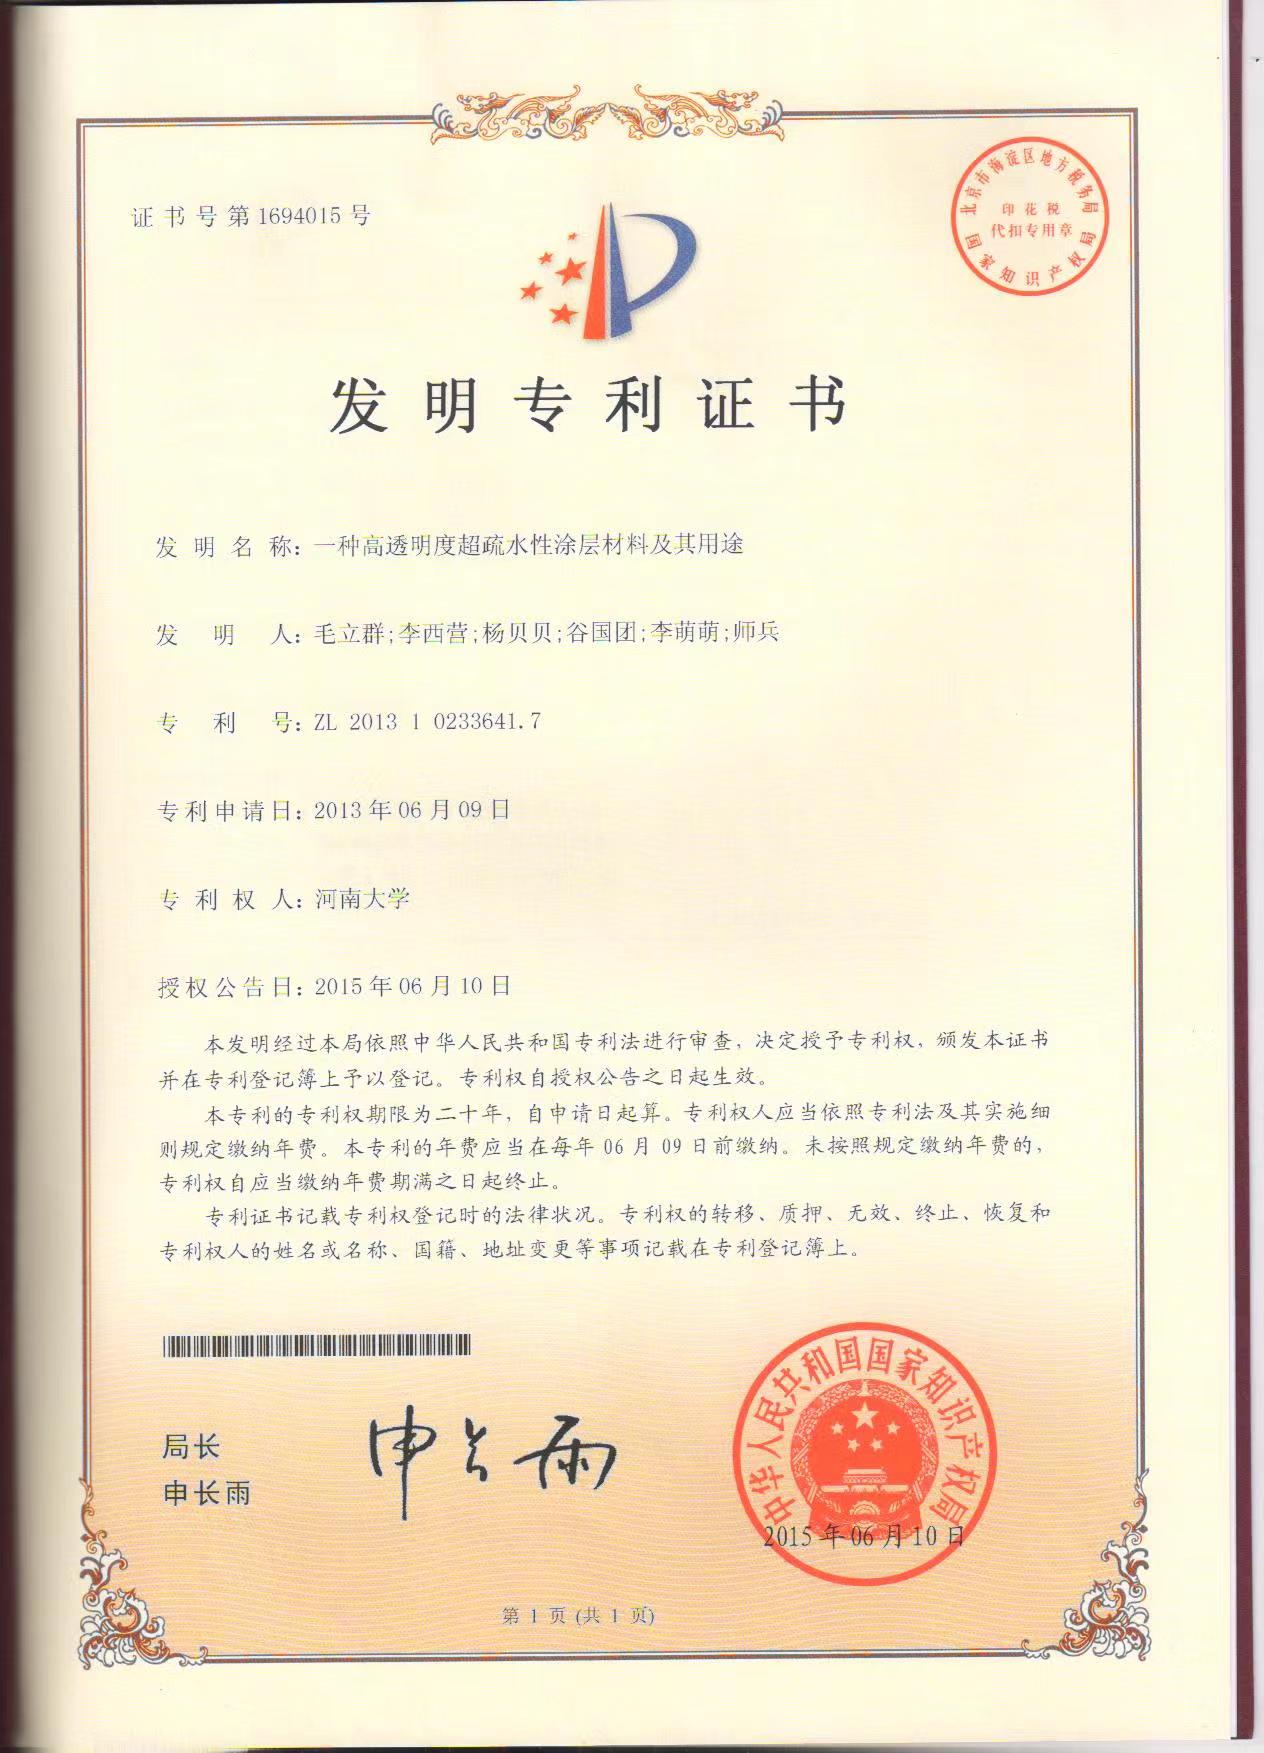 证书号第1694015号
北京市海淀区地方税务局
印花税
代扣专用章
国家知识产权局
发明专利证书
发明名称：一种高透明度超疏水性涂层材料及其用途
发明人：毛立群;李西营;杨贝贝;谷国团;李萌萌;师兵
专利号：ZL 2013 1 0233641.7
专利申请日：2013年06月09日
专利权人：河南大学
授权公告日：2015年06月10日
本发明经过本局依照中华人民共和国专利法进行审查，决定授予专利权，颁发本证书
并在专利登记簿上予以登记。专利权自授权公告之日起生效。
本专利的专利权期限为二十年，自申请日起算。专利权人应当依照专利法及其实施细
则规定缴纳年费。本专利的年费应当在每年 06 月 09 日前缴纳。未按照规定缴纳年费的，
专利权自应当缴纳年费期满之日起终止。
专利证书记载专利权登记时的法律状况。专利权的转移、质押、无效、终止、恢复和
专利权人的姓名或名称、国籍、地址变更等事项记载在专利登记簿上。
局长
申长雨
申长雨
中华人民共和国国家知识产权局
2015年06月10日
第 1 页 (共 1 页)